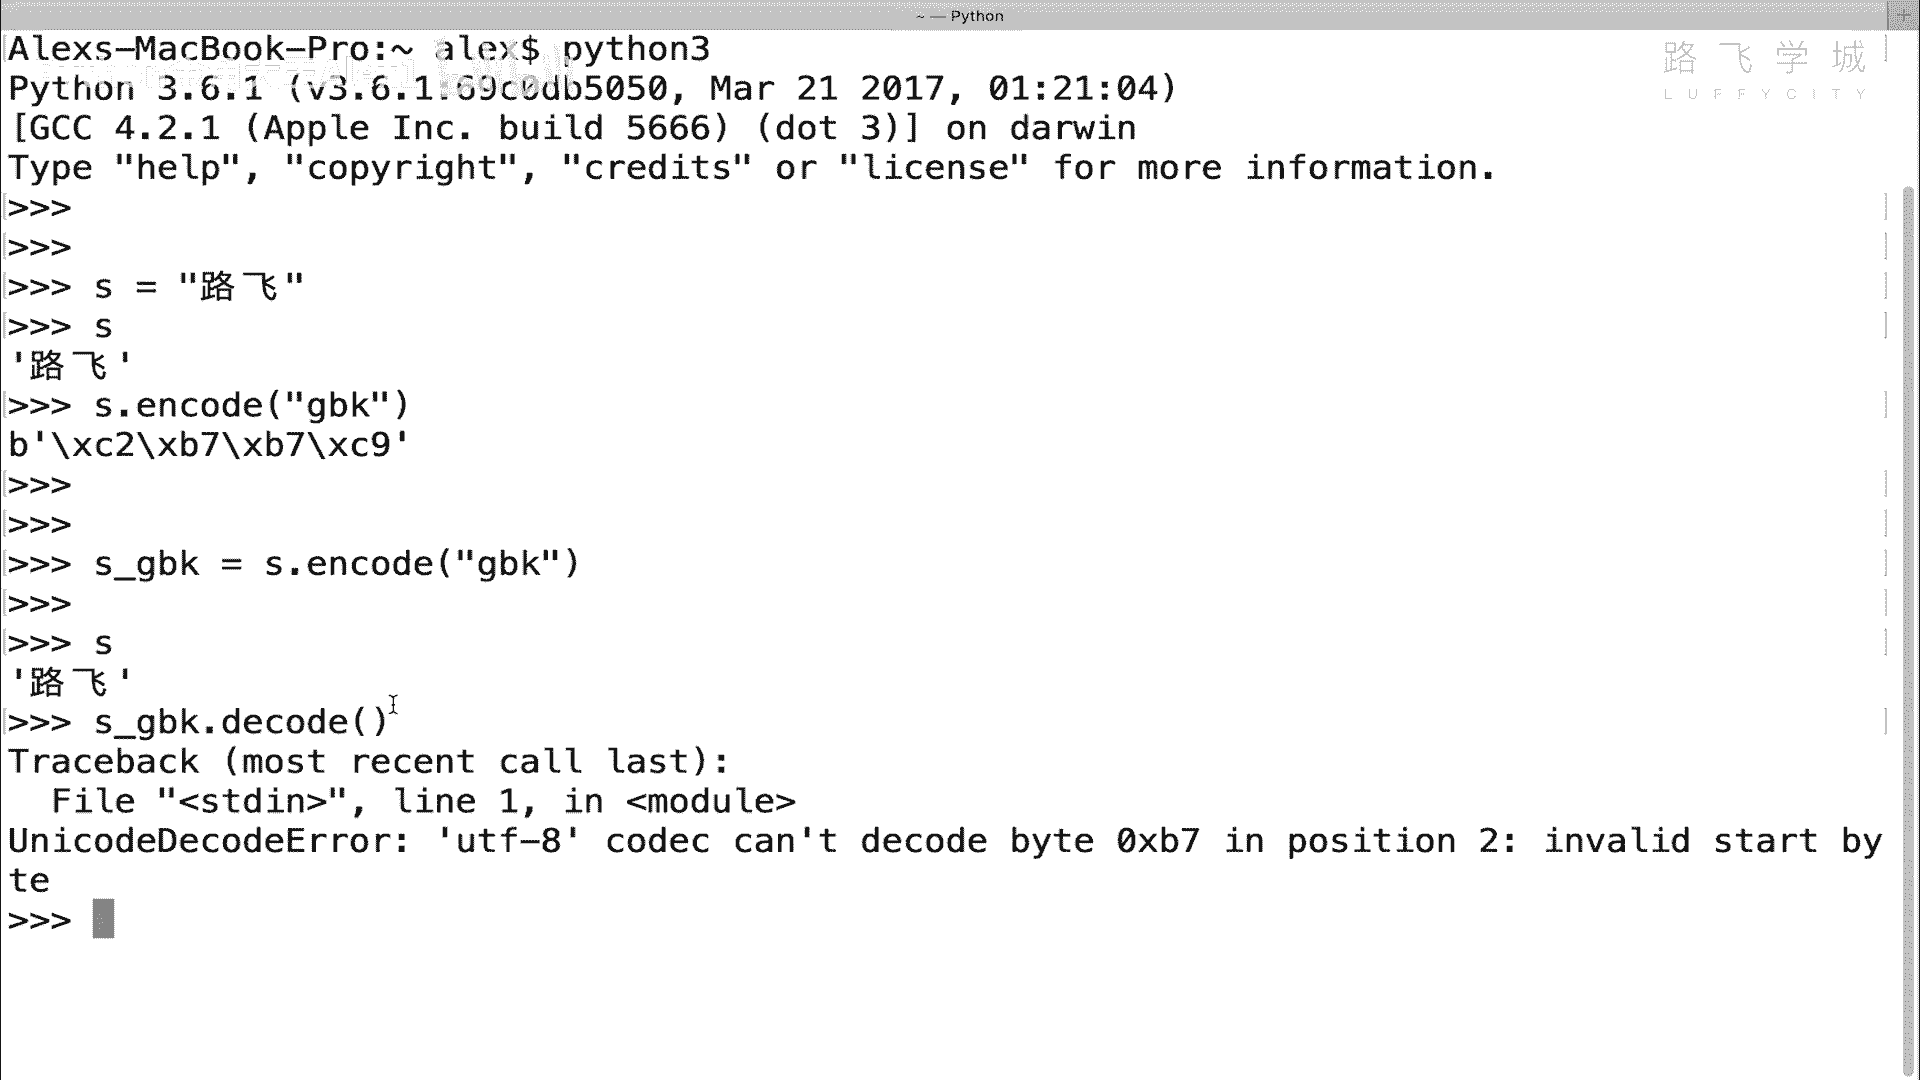 ~ — Python
Alexs-MacBook-Pro:~ alex$ python3
路飞学城
LUFFYCITY
Python 3.6.1 (v3.6.1:69c0db5050, Mar 21 2017, 01:21:04)
[GCC 4.2.1 (Apple Inc. build 5666) (dot 3)] on darwin
Type "help", "copyright", "credits" or "license" for more information.
>>>
>>>
>>> s = "路飞"
>>> s
'路飞'
>>> s.encode("gbk")
b'\xc2\xb7\xb7\xc9'
>>>
>>>
>>> s_gbk = s.encode("gbk")
>>>
>>> s
'路飞'
>>> s_gbk.decode()
Traceback (most recent call last):
  File "<stdin>", line 1, in <module>
UnicodeDecodeError: 'utf-8' codec can't decode byte 0xb7 in position 2: invalid start by
te
>>>